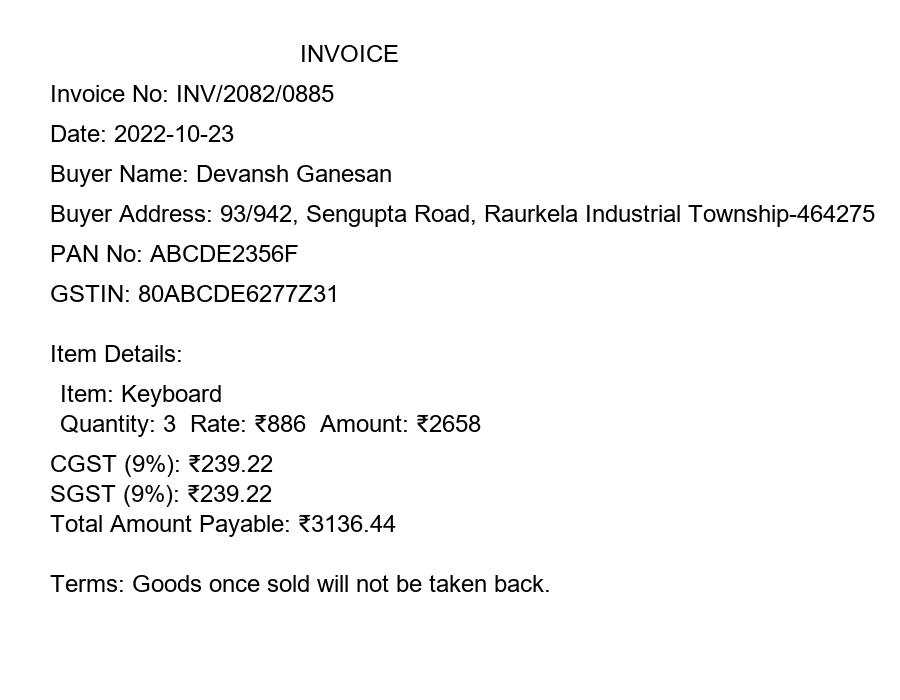 INVOICE
Invoice No: INV/2082/0885
Date: 2022-10-23
Buyer Name: Devansh Ganesan
Buyer Address: 93/942, Sengupta Road, Raurkela Industrial Township-464275
PAN No: ABCDE2356F
GSTIN: 80ABCDE6277Z31
Item Details:
Item: Keyboard
Quantity: 3 Rate: ₹886 Amount: ₹2658
CGST (9%): ₹239.22
SGST (9%): ₹239.22
Total Amount Payable: ₹3136.44
Terms: Goods once sold will not be taken back.